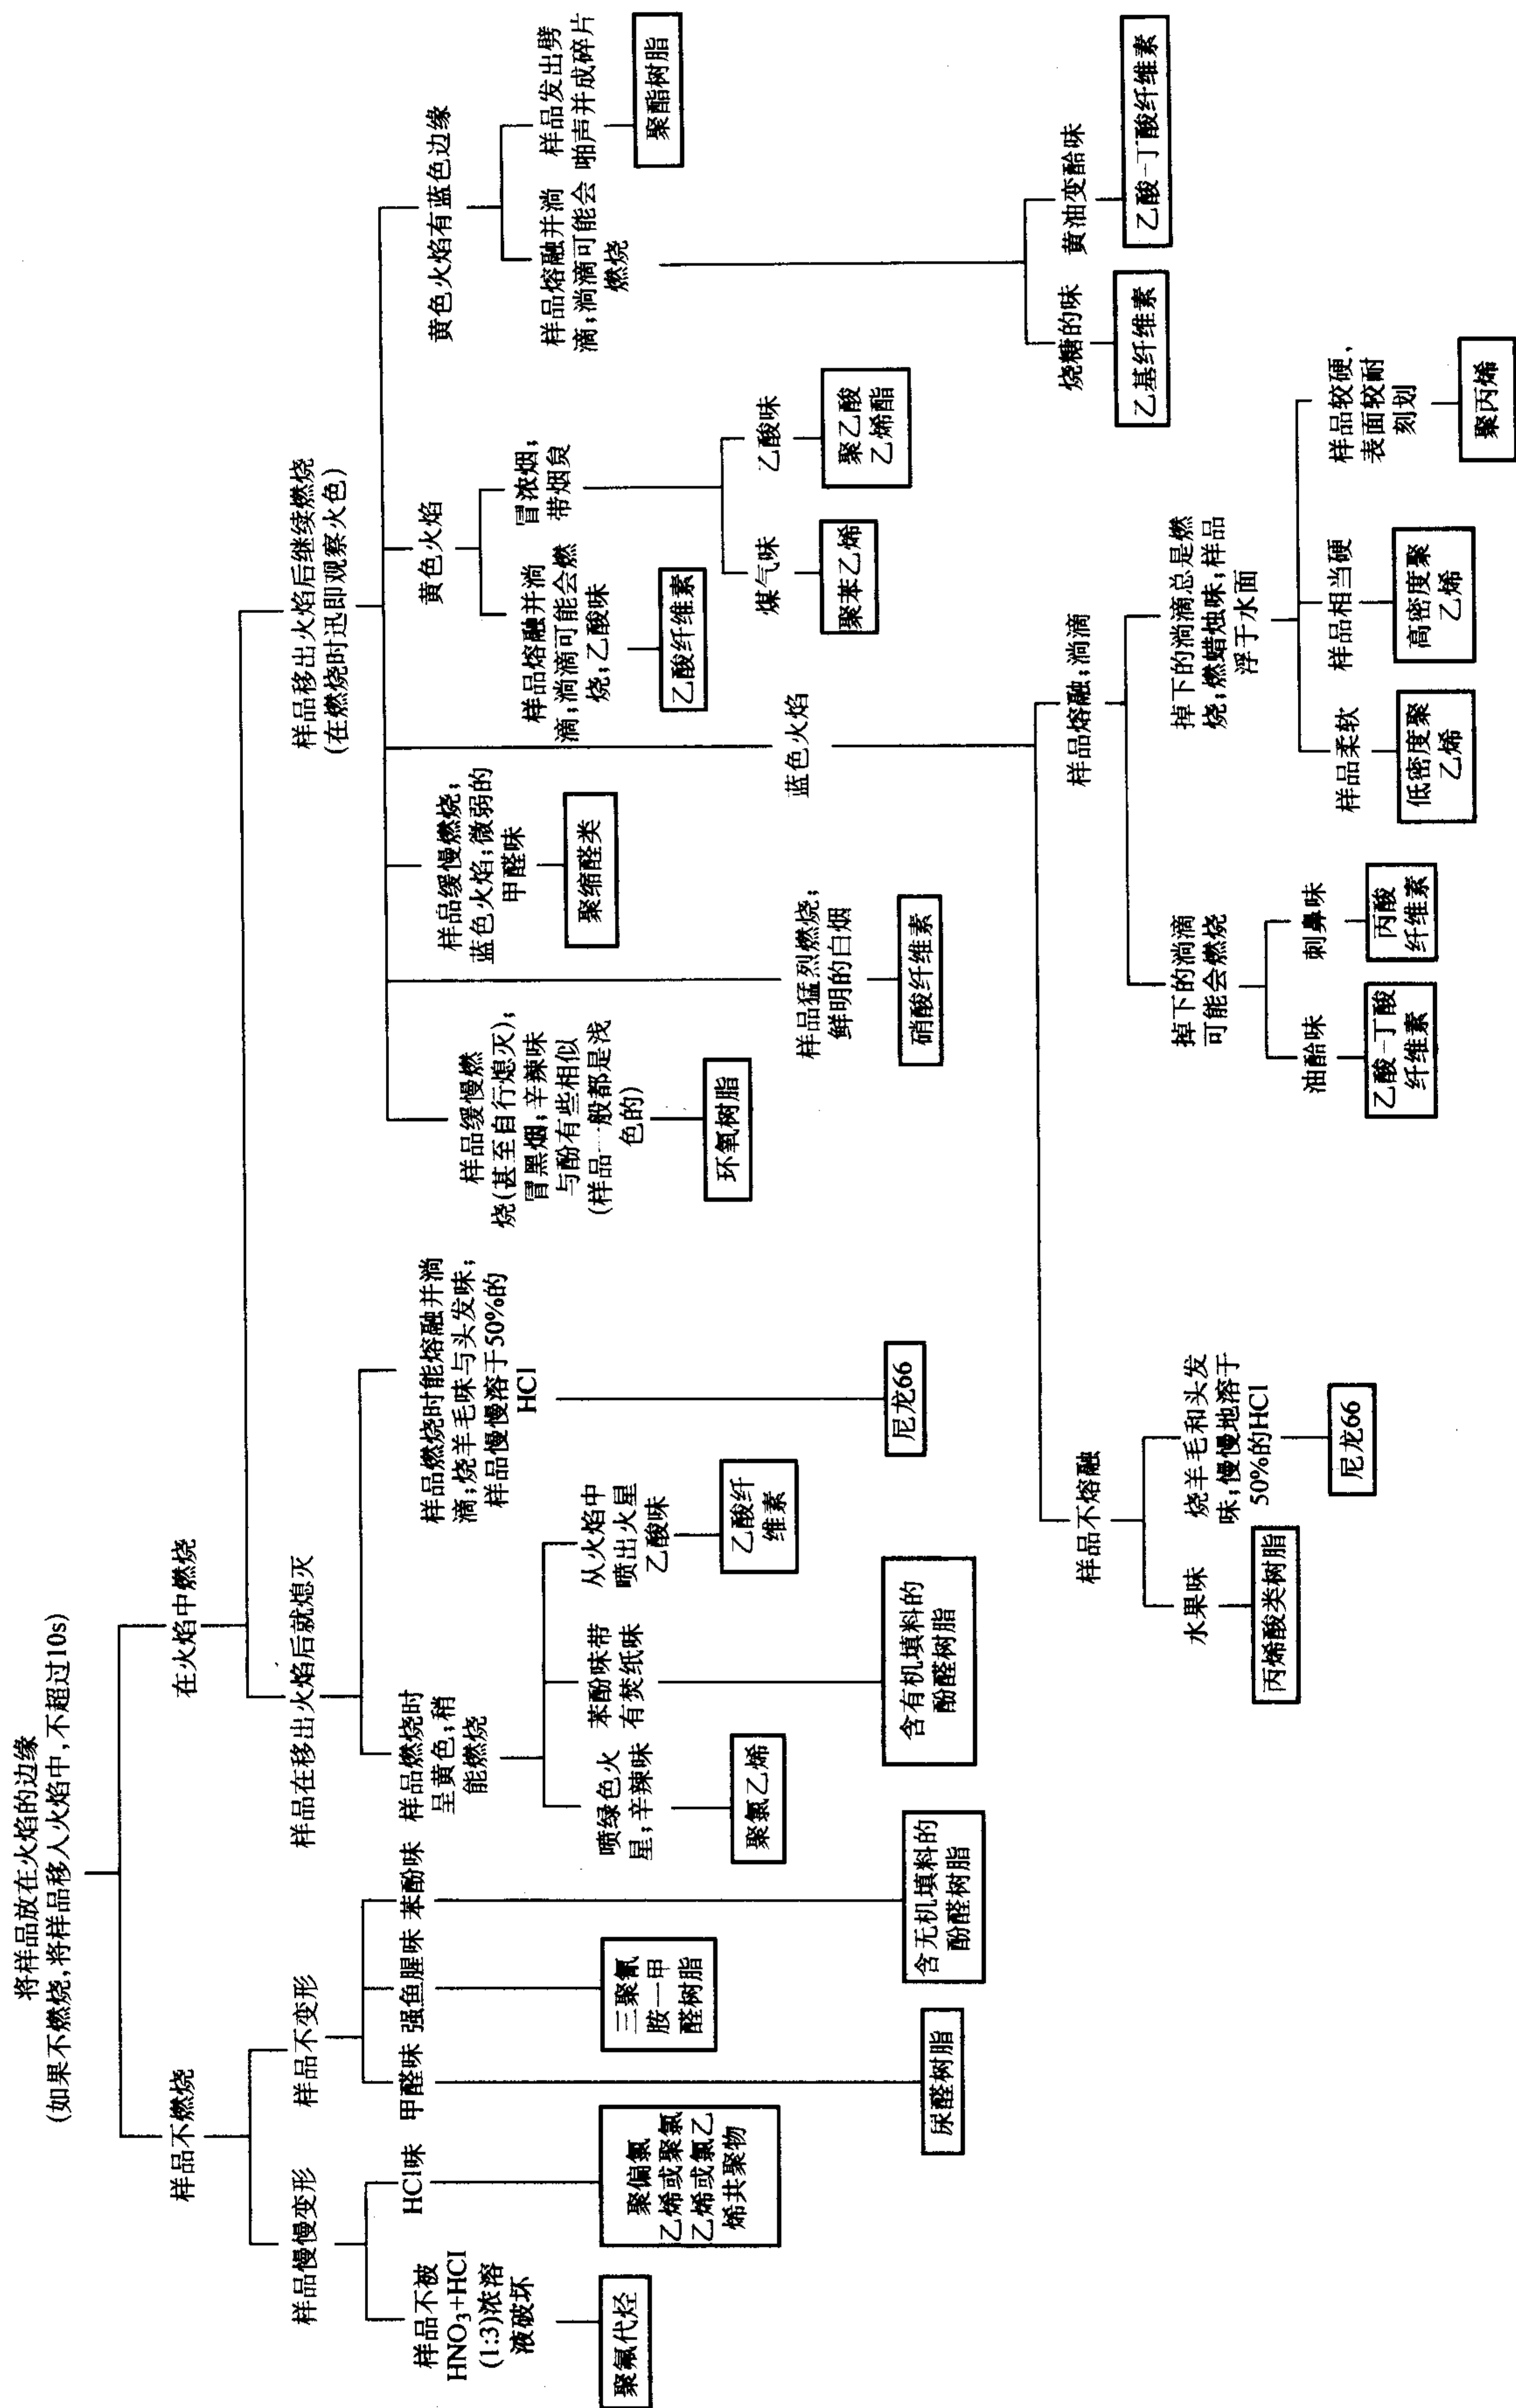 将样品放在火焰的边缘
(如果不燃烧,将样品移人火焰中,不超过10s)
样品不燃烧
在火焰中燃烧
样品慢慢变形
样品不变形
样品在移出火焰后就熄灭
样品移出火焰后继续燃烧
(在燃烧时迅即观察火色)
样品不被
HNO₃+HCl
(1:3)浓溶
液破坏
聚氟代烃
HCl味
聚偏氯
乙烯或聚氯
乙烯或氯乙
烯共聚物
甲醛味
尿醛树脂
强鱼腥味
三聚氰
胺一甲
醛树脂
苯酚味
含无机填料的
酚醛树脂
样品燃烧时
呈黄色;稍
能燃烧
喷绿色火
星;辛辣味
聚氯乙烯
苯酚味带
有焚纸味
含有机填料的
酚醛树脂
从火焰中
喷出火星
乙酸味
乙酸纤
维素
样品燃烧时能熔融并淌
滴;烧羊毛味与头发味;
样品慢慢溶于50%的
HCl
尼龙66
样品缓慢燃
烧(甚至自行熄灭);
冒黑烟;辛辣味
与酚有些相似
(样品一般都是浅
色的)
环氧树脂
样品猛烈燃烧;
鲜明的白烟
硝酸纤维素
样品缓慢燃烧;
蓝色火焰;微弱的
甲醛味
聚缩醛类
蓝色火焰
黄色火焰
样品熔融并淌
滴;淌滴可能会燃
烧;乙酸味
乙酸纤维素
冒浓烟;
带烟炱
煤气味
聚苯乙烯
乙酸味
聚乙酸
乙烯酯
黄色火焰有蓝色边缘
样品熔融并淌
滴;淌滴可能会
燃烧
烧糖的味
乙基纤维素
黄油变酷味
乙酸-丁酸纤维素
样品发出劈
啪声并成碎片
聚酯树脂
样品不熔融
水果味
丙烯酸类树脂
烧羊毛和头发
味;慢慢地溶于
50%的HCl
尼龙66
样品熔融;淌滴
掉下的淌滴
可能会燃烧
油酷味
乙酸-丁酸
纤维素
刺鼻味
丙酸
纤维素
掉下的淌滴总是燃
烧;燃蜡烛味;样品
浮于水面
样品柔软
低密度聚
乙烯
样品相当硬
高密度聚
乙烯
样品较硬,
表面较耐
刻划
聚丙烯